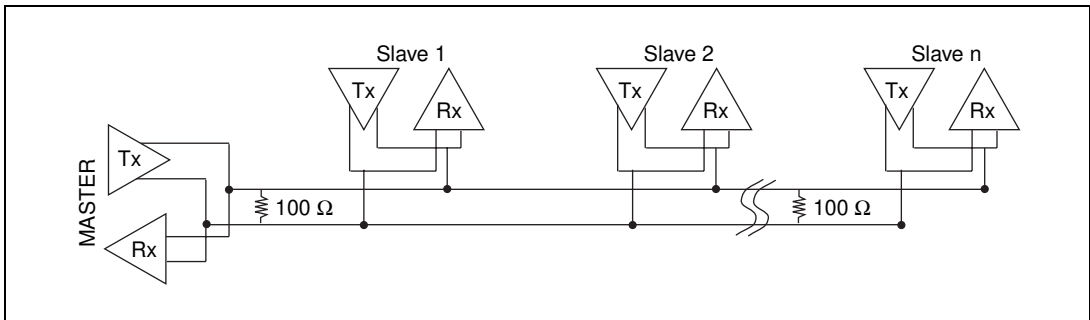 Slave 1
Slave 2
Slave n
Tx
Rx
Tx
Rx
Tx
Rx
MASTER
Tx
Rx
100 Ω
100 Ω